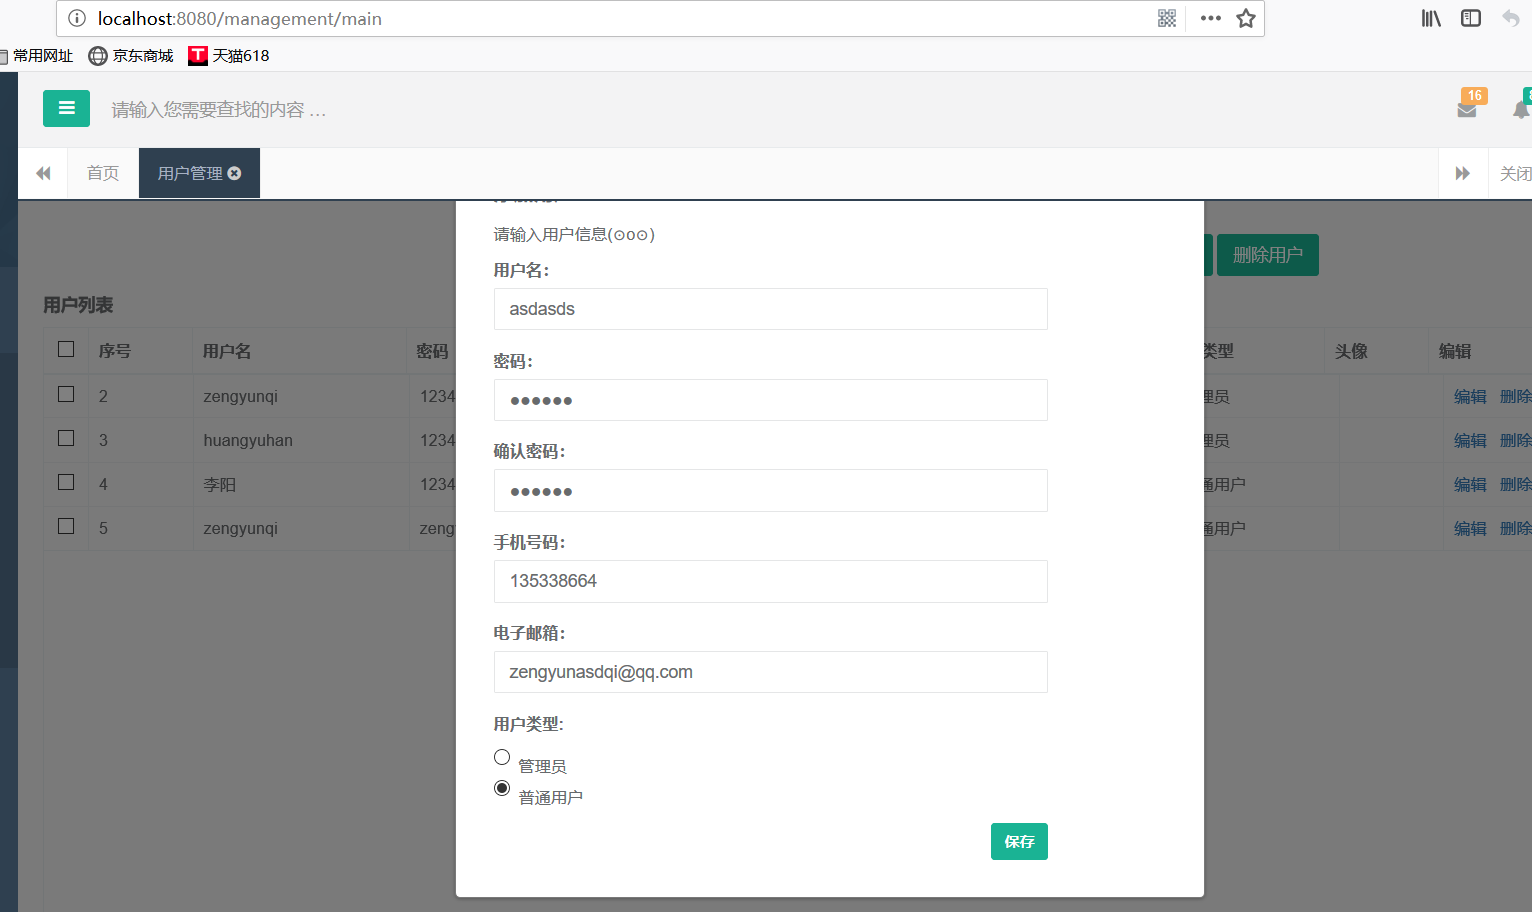 localhost:8080/management/main
常用网址 京东商城 天猫618
请输入您需要查找的内容 …
16
首页 用户管理 关闭
请输入用户信息(⊙o⊙)
用户名：
asdasds
密码：
●●●●●●
确认密码：
●●●●●●
手机号码：
135338664
电子邮箱：
zengyunasdqi@qq.com
用户类型:
管理员
普通用户
保存
删除用户
用户列表
序号 用户名 密码 类型 头像 编辑
2 zengyunqi 1234 理员 编辑 删除
3 huangyuhan 1234 理员 编辑 删除
4 李阳 1234 通用户 编辑 删除
5 zengyunqi zeng 通用户 编辑 删除